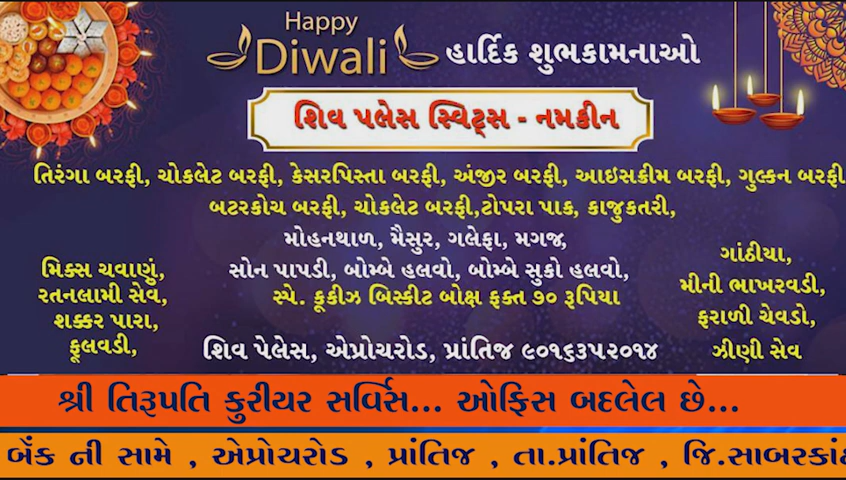 Happy
Diwali હાર્દિક શુભકામનાઓ
શિવ પલેસ સ્વિટ્સ - નમકીન
તિરંગા બરફી, ચોકલેટ બરફી, કેસરપિસ્તા બરફી, અંજીર બરફી, આઇસક્રીમ બરફી, ગુલ્કન બરફી
બટરકોચ બરફી, ચોકલેટ બરફી,ટોપરા પાક, કાજુકતરી,
મોહનથાળ, મૈસુર, ગલેફા, મગજ,
સોન પાપડી, બોમ્બે હલવો, બોમ્બે સુકો હલવો,
સ્પે. કૂકીઝ બિસ્કીટ બોક્ષ ફક્ત ૭૦ રૂપિયા
મિક્સ ચવાણું,
રતનલામી સેવ,
શક્કર પારા,
ફૂલવડી,
ગાંઠીયા,
મીની ભાખરવડી,
ફરાળી ચેવડો,
ઝીણી સેવ
શિવ પેલેસ, એપ્રોચરોડ, પ્રાંતિજ ૯૦૧૬૩૫૨૦૧૪
શ્રી તિરૂપતિ કુરીયર સર્વિસ... ઓફિસ બદલેલ છે...
બેંક ની સામે , એપ્રોચરોડ , પ્રાંતિજ , તા.પ્રાંતિજ , જિ.સાબરકાં